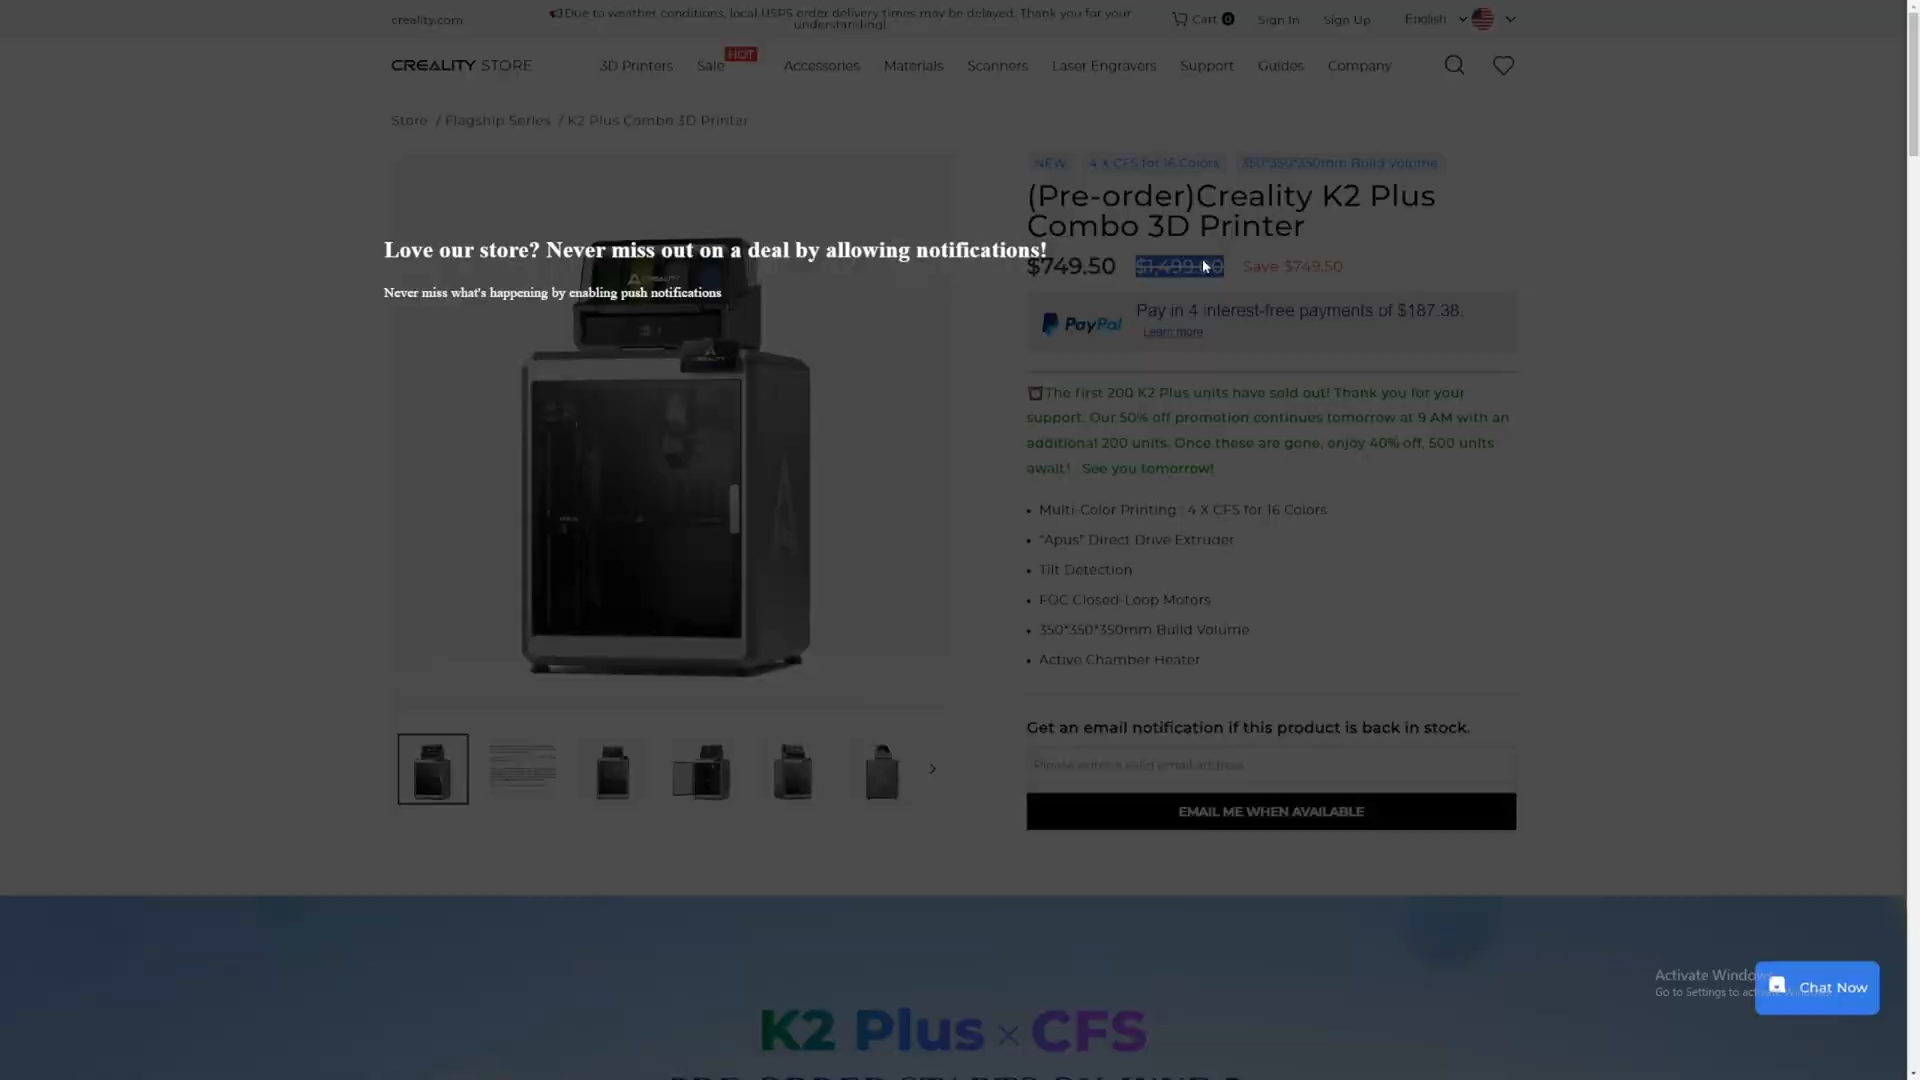 creality.com
Due to weather conditions, local USPS order delivery times may be delayed. Thank you for your
understanding!
Cart 0
Sign In
Sign Up
English
CREALITY STORE
3D Printers
Sale
HOT
Accessories
Materials
Scanners
Laser Engravers
Support
Guides
Company
Store / Flagship Series / K2 Plus Combo 3D Printer
NEW
4 X CFS for 16 Colors
350*350*350mm Build Volume
(Pre-order)Creality K2 Plus
Combo 3D Printer
Love our store? Never miss out on a deal by allowing notifications!
Never miss what's happening by enabling push notifications
$749.50
$1,499.00
Save $749.50
PayPal
Pay in 4 interest-free payments of $187.38.
Learn more
The first 200 K2 Plus units have sold out! Thank you for your
support. Our 50% off promotion continues tomorrow at 9 AM with an
additional 200 units. Once these are gone, enjoy 40% off, 500 units
await! See you tomorrow!
• Multi-Color Printing : 4 X CFS for 16 Colors
• "Apus" Direct Drive Extruder
• Tilt Detection
• FOC Closed-Loop Motors
• 350*350*350mm Build Volume
• Active Chamber Heater
Get an email notification if this product is back in stock.
Please enter a valid email address
EMAIL ME WHEN AVAILABLE
CREALITY
Activate Windows
Go to Settings to activate Windows.
Chat Now
K2 Plus × CFS